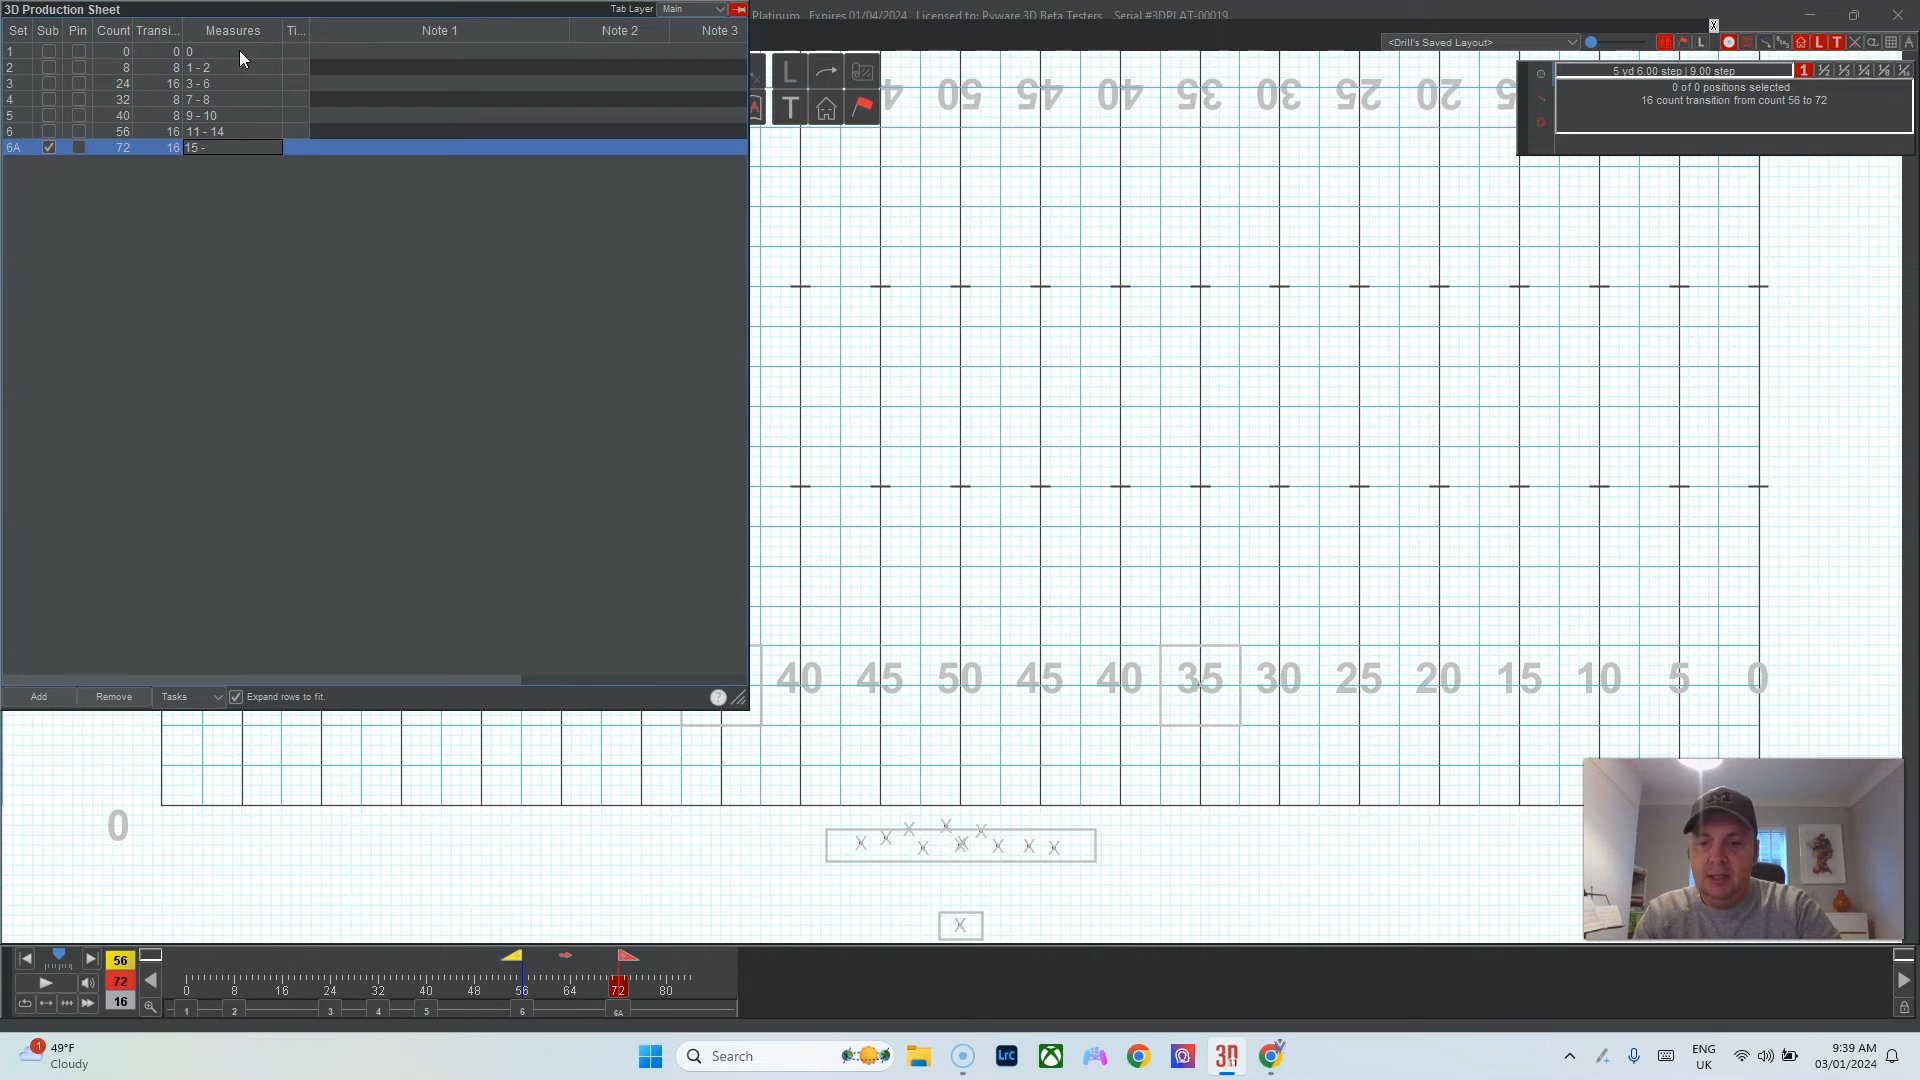 3D Production Sheet
Tab Layer Main
Platinum Expires 01/04/2024 Licensed to: Pyware 3D Beta Testers Serial #3DPLAT-00019
Set Sub Pin Count Transi... Measures Ti... Note 1 Note 2 Note 3
1 0 0 0
2 8 8 1 - 2
3 24 16 3 - 6
4 32 8 7 - 8
5 40 8 9 - 10
6 56 16 11 - 14
6A 72 16 15 -
<Drill's Saved Layout>
5 yd 6.00 step | 9.00 step
0 of 0 positions selected
16 count transition from count 56 to 72
L
T
40 40 35 30 25 20
Add Remove Tasks Expand rows to fit.
40 45 50 45 40 35 30 25 20 15 10 5 0
0
56
72
16
0 8 16 24 32 40 48 56 64 72 80
1 2 3 4 5 6 6A
49°F
Cloudy
1
Search
Lrc
ENG
UK
9:39 AM
03/01/2024